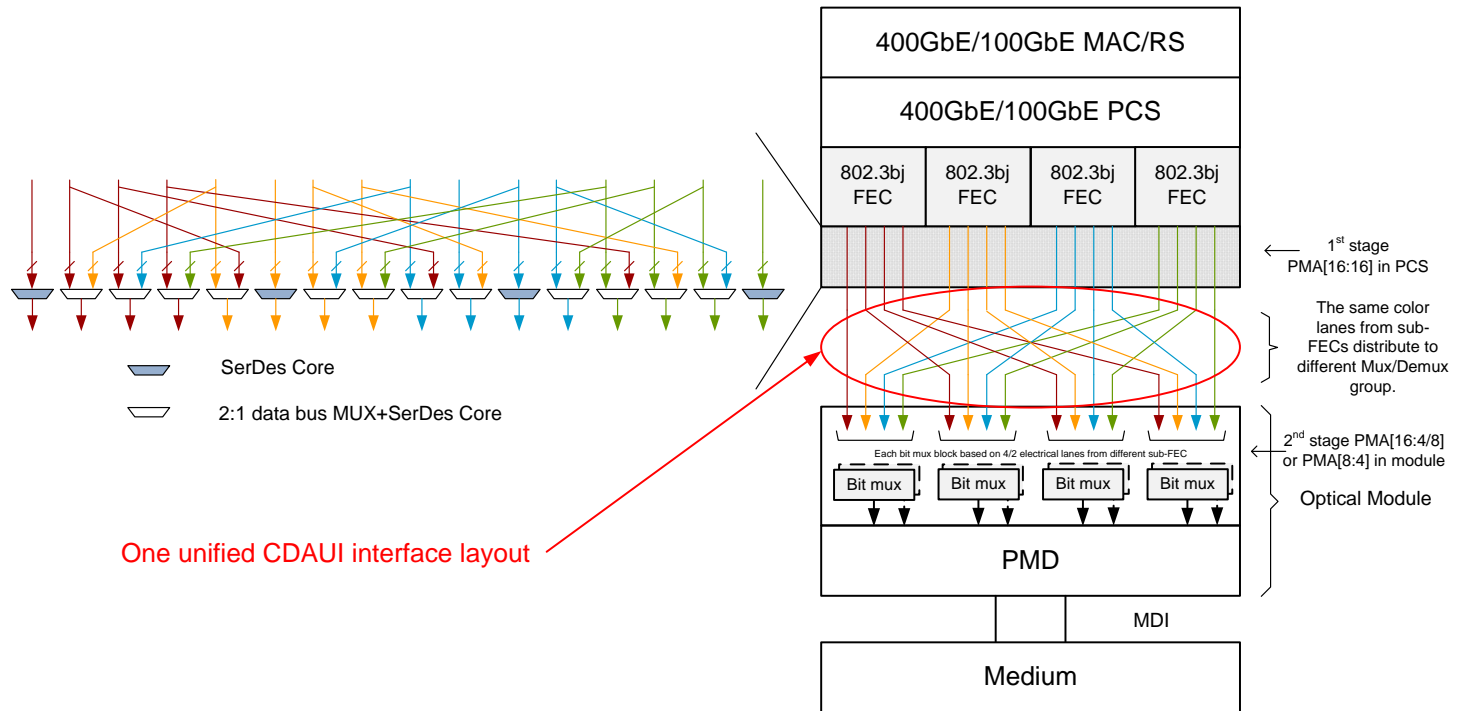 400GbE/100GbE MAC/RS
400GbE/100GbE PCS
802.3bj
FEC
802.3bj
FEC
802.3bj
FEC
802.3bj
FEC
1st stage
PMA[16:16] in PCS
The same color
lanes from sub-
FECs distribute to
different Mux/Demux
group.
SerDes Core
2:1 data bus MUX+SerDes Core
Each bit mux block based on 4/2 electrical lanes from different sub-FEC
2nd stage PMA[16:4/8]
or PMA[8:4] in module
Bit mux
Bit mux
Bit mux
Bit mux
Optical Module
One unified CDAUI interface layout
PMD
MDI
Medium